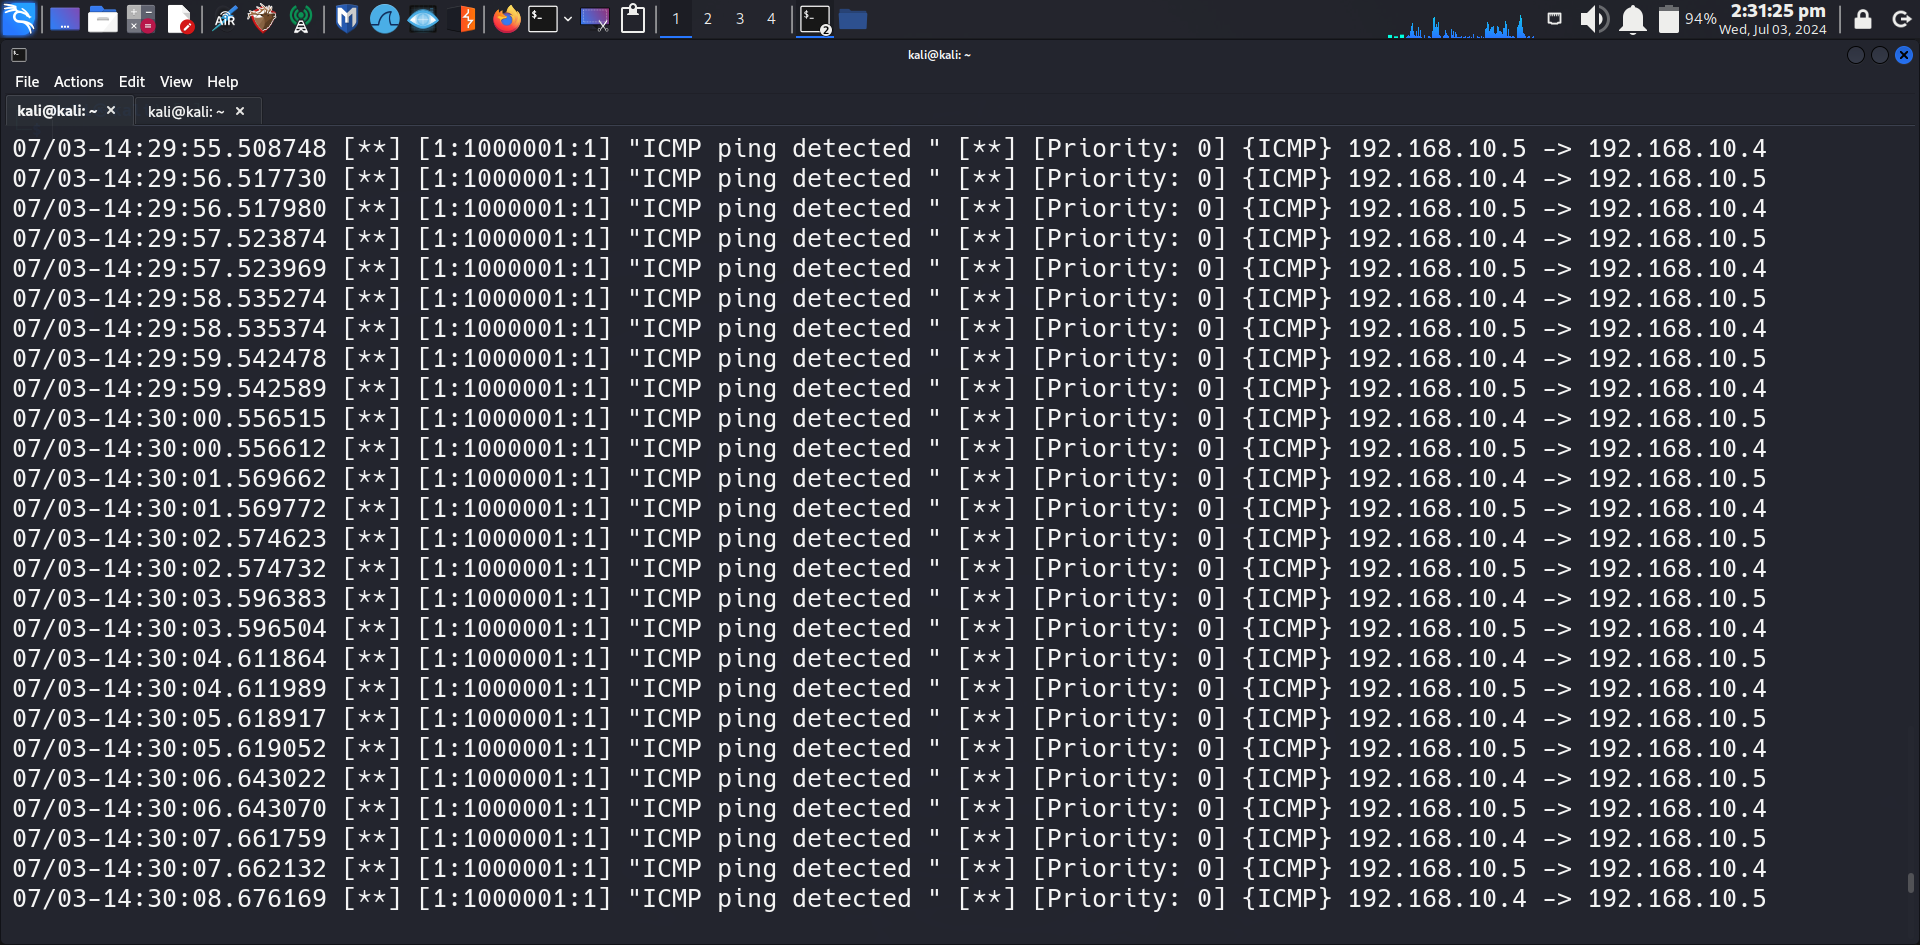 1 2 3 4
2
94%
2:31:25 pm
Wed, Jul 03, 2024
kali@kali: ~
File Actions Edit View Help
kali@kali: ~ × kali@kali: ~ ×
07/03-14:29:55.508748 [**] [1:1000001:1] "ICMP ping detected " [**] [Priority: 0] {ICMP} 192.168.10.5 -> 192.168.10.4
07/03-14:29:56.517730 [**] [1:1000001:1] "ICMP ping detected " [**] [Priority: 0] {ICMP} 192.168.10.4 -> 192.168.10.5
07/03-14:29:56.517980 [**] [1:1000001:1] "ICMP ping detected " [**] [Priority: 0] {ICMP} 192.168.10.5 -> 192.168.10.4
07/03-14:29:57.523874 [**] [1:1000001:1] "ICMP ping detected " [**] [Priority: 0] {ICMP} 192.168.10.4 -> 192.168.10.5
07/03-14:29:57.523969 [**] [1:1000001:1] "ICMP ping detected " [**] [Priority: 0] {ICMP} 192.168.10.5 -> 192.168.10.4
07/03-14:29:58.535274 [**] [1:1000001:1] "ICMP ping detected " [**] [Priority: 0] {ICMP} 192.168.10.4 -> 192.168.10.5
07/03-14:29:58.535374 [**] [1:1000001:1] "ICMP ping detected " [**] [Priority: 0] {ICMP} 192.168.10.5 -> 192.168.10.4
07/03-14:29:59.542478 [**] [1:1000001:1] "ICMP ping detected " [**] [Priority: 0] {ICMP} 192.168.10.4 -> 192.168.10.5
07/03-14:29:59.542589 [**] [1:1000001:1] "ICMP ping detected " [**] [Priority: 0] {ICMP} 192.168.10.5 -> 192.168.10.4
07/03-14:30:00.556515 [**] [1:1000001:1] "ICMP ping detected " [**] [Priority: 0] {ICMP} 192.168.10.4 -> 192.168.10.5
07/03-14:30:00.556612 [**] [1:1000001:1] "ICMP ping detected " [**] [Priority: 0] {ICMP} 192.168.10.5 -> 192.168.10.4
07/03-14:30:01.569662 [**] [1:1000001:1] "ICMP ping detected " [**] [Priority: 0] {ICMP} 192.168.10.4 -> 192.168.10.5
07/03-14:30:01.569772 [**] [1:1000001:1] "ICMP ping detected " [**] [Priority: 0] {ICMP} 192.168.10.5 -> 192.168.10.4
07/03-14:30:02.574623 [**] [1:1000001:1] "ICMP ping detected " [**] [Priority: 0] {ICMP} 192.168.10.4 -> 192.168.10.5
07/03-14:30:02.574732 [**] [1:1000001:1] "ICMP ping detected " [**] [Priority: 0] {ICMP} 192.168.10.5 -> 192.168.10.4
07/03-14:30:03.596383 [**] [1:1000001:1] "ICMP ping detected " [**] [Priority: 0] {ICMP} 192.168.10.4 -> 192.168.10.5
07/03-14:30:03.596504 [**] [1:1000001:1] "ICMP ping detected " [**] [Priority: 0] {ICMP} 192.168.10.5 -> 192.168.10.4
07/03-14:30:04.611864 [**] [1:1000001:1] "ICMP ping detected " [**] [Priority: 0] {ICMP} 192.168.10.4 -> 192.168.10.5
07/03-14:30:04.611989 [**] [1:1000001:1] "ICMP ping detected " [**] [Priority: 0] {ICMP} 192.168.10.5 -> 192.168.10.4
07/03-14:30:05.618917 [**] [1:1000001:1] "ICMP ping detected " [**] [Priority: 0] {ICMP} 192.168.10.4 -> 192.168.10.5
07/03-14:30:05.619052 [**] [1:1000001:1] "ICMP ping detected " [**] [Priority: 0] {ICMP} 192.168.10.5 -> 192.168.10.4
07/03-14:30:06.643022 [**] [1:1000001:1] "ICMP ping detected " [**] [Priority: 0] {ICMP} 192.168.10.4 -> 192.168.10.5
07/03-14:30:06.643070 [**] [1:1000001:1] "ICMP ping detected " [**] [Priority: 0] {ICMP} 192.168.10.5 -> 192.168.10.4
07/03-14:30:07.661759 [**] [1:1000001:1] "ICMP ping detected " [**] [Priority: 0] {ICMP} 192.168.10.4 -> 192.168.10.5
07/03-14:30:07.662132 [**] [1:1000001:1] "ICMP ping detected " [**] [Priority: 0] {ICMP} 192.168.10.5 -> 192.168.10.4
07/03-14:30:08.676169 [**] [1:1000001:1] "ICMP ping detected " [**] [Priority: 0] {ICMP} 192.168.10.4 -> 192.168.10.5